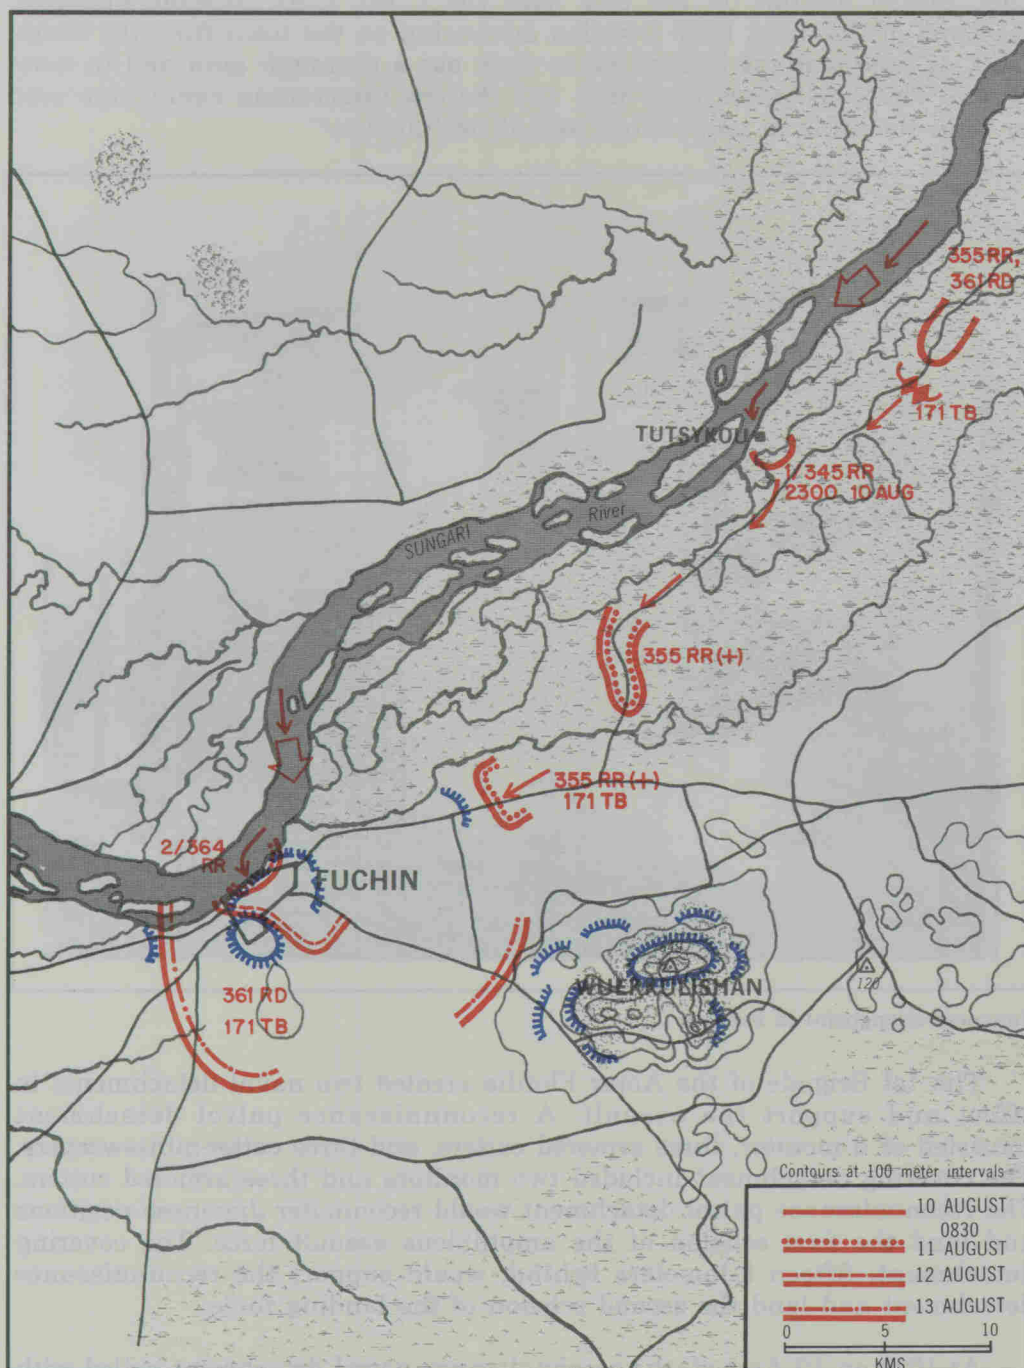 355 RR,
361 RD
171 TB
TUTSYKOU
1/345 RR
2300 10 AUG
SUNGARI River
355 RR (+)
355 RR (+)
171 TB
2/364
RR
FUCHIN
WUERKULISHAN
120
361 RD
171 TB
Contours at 100 meter intervals
10 AUGUST
0830
11 AUGUST
12 AUGUST
13 AUGUST
0 5 10
KMS